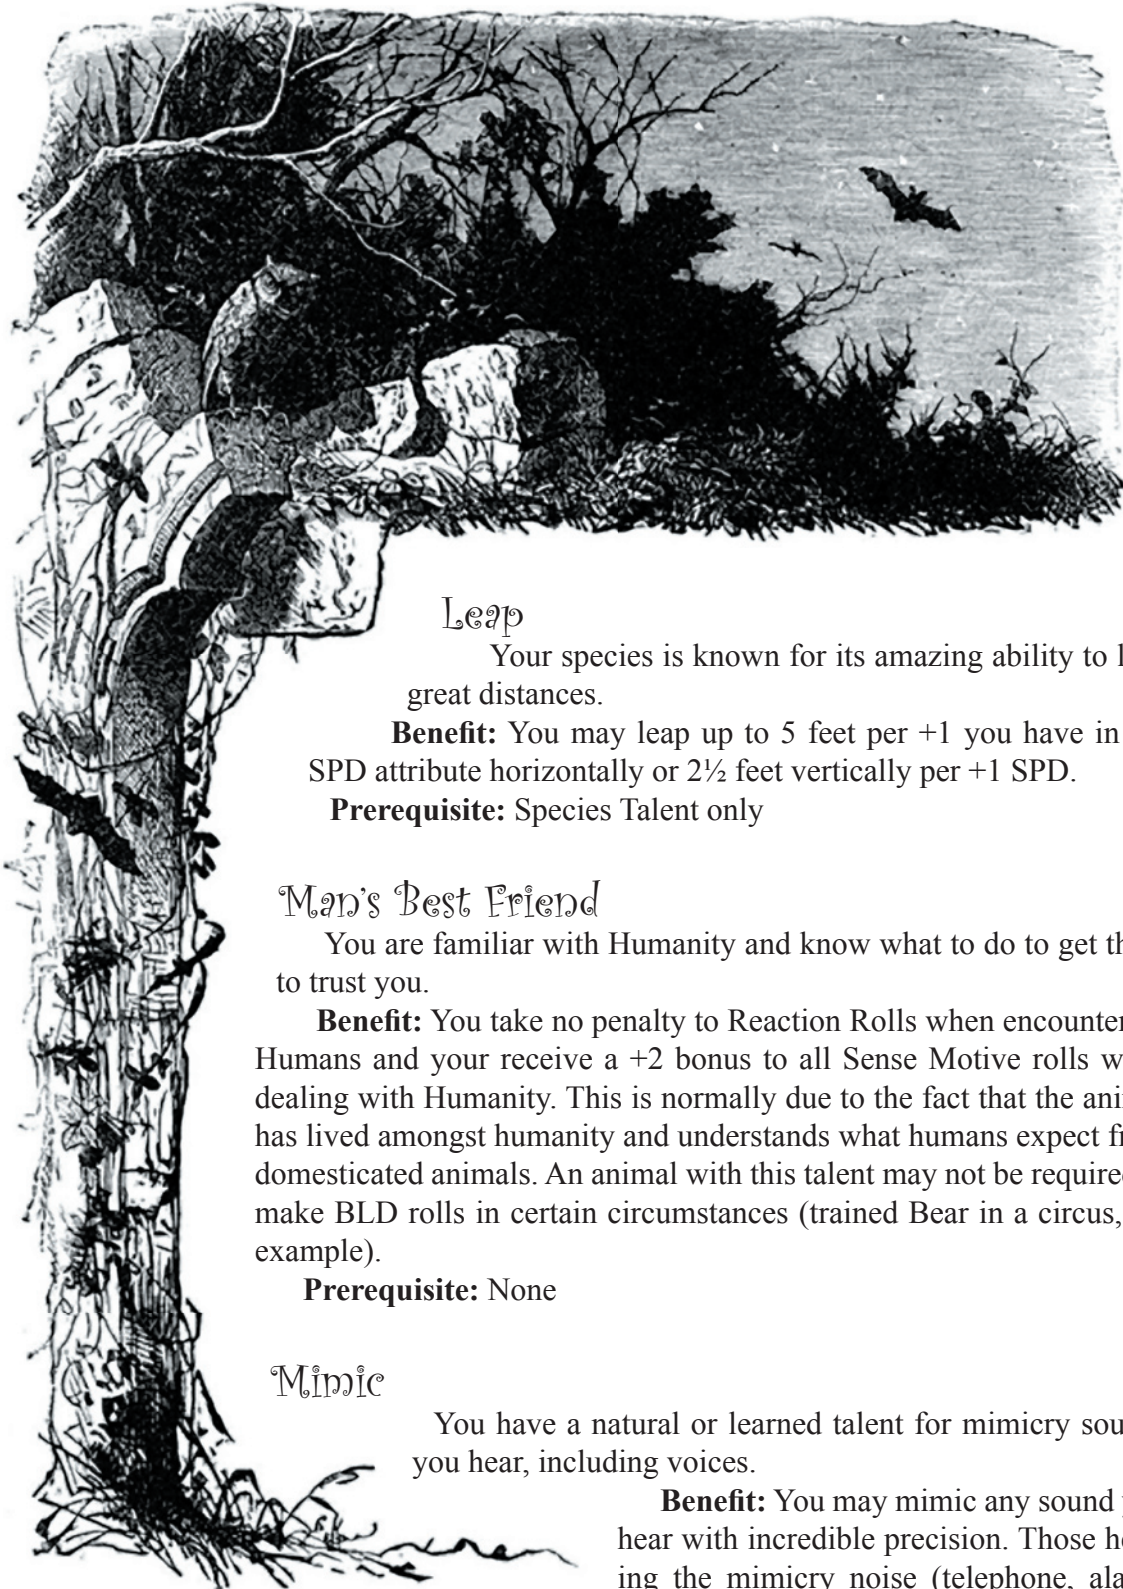 Leap
Your species is known for its amazing ability to l
great distances.
Benefit: You may leap up to 5 feet per +1 you have in
SPD attribute horizontally or 2½ feet vertically per +1 SPD.
Prerequisite: Species Talent only
Man's Best Friend
You are familiar with Humanity and know what to do to get th
to trust you.
Benefit: You take no penalty to Reaction Rolls when encounter
Humans and your receive a +2 bonus to all Sense Motive rolls w
dealing with Humanity. This is normally due to the fact that the ani
has lived amongst humanity and understands what humans expect fr
domesticated animals. An animal with this talent may not be required
make BLD rolls in certain circumstances (trained Bear in a circus,
example).
Prerequisite: None
Mimic
You have a natural or learned talent for mimicry sou
you hear, including voices.
Benefit: You may mimic any sound y
hear with incredible precision. Those he
ing the mimicry noise (telephone, ala